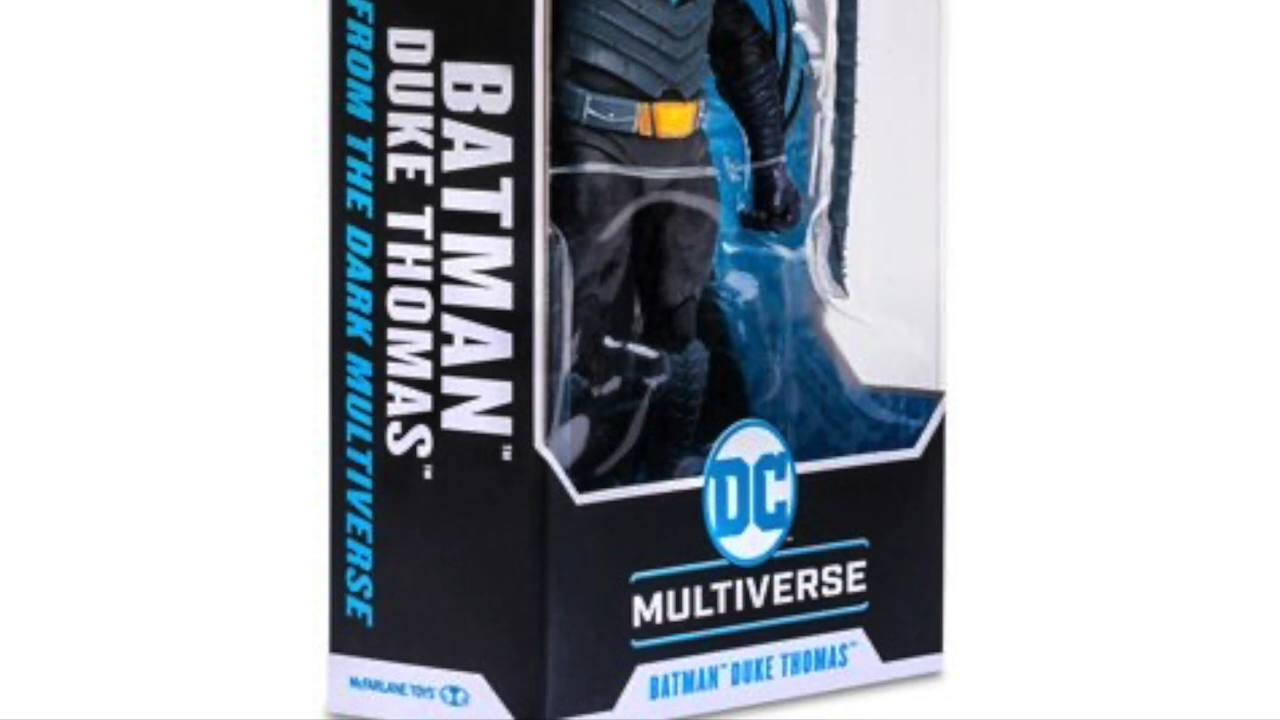 BATMAN™
DUKE THOMAS™
FROM THE DARK MULTIVERSE
McFARLANE TOYS
DC
MULTIVERSE
BATMAN™ DUKE THOMAS™